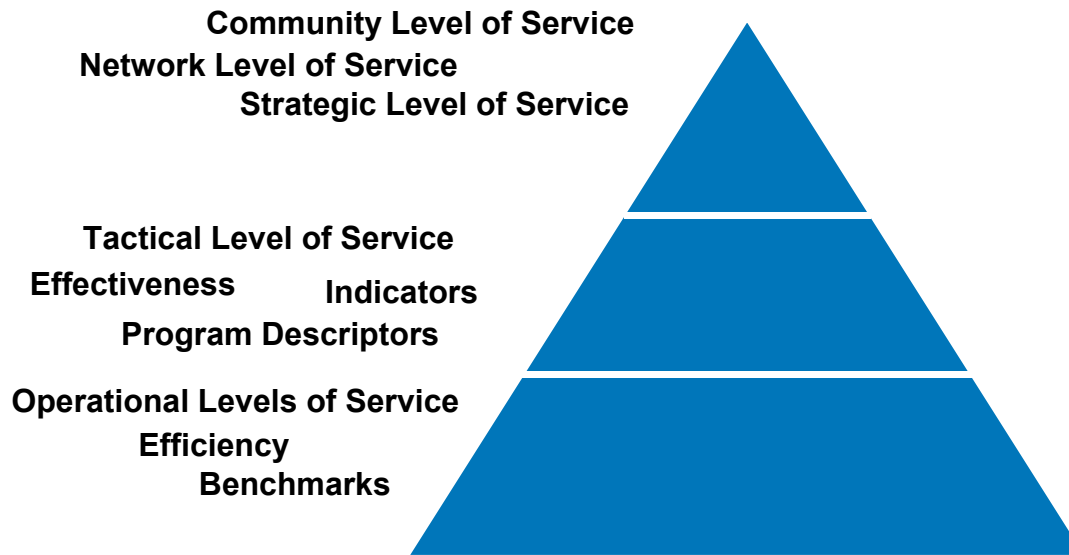 Community Level of Service
Network Level of Service
Strategic Level of Service
Tactical Level of Service
Effectiveness
Indicators
Program Descriptors
Operational Levels of Service
Efficiency
Benchmarks